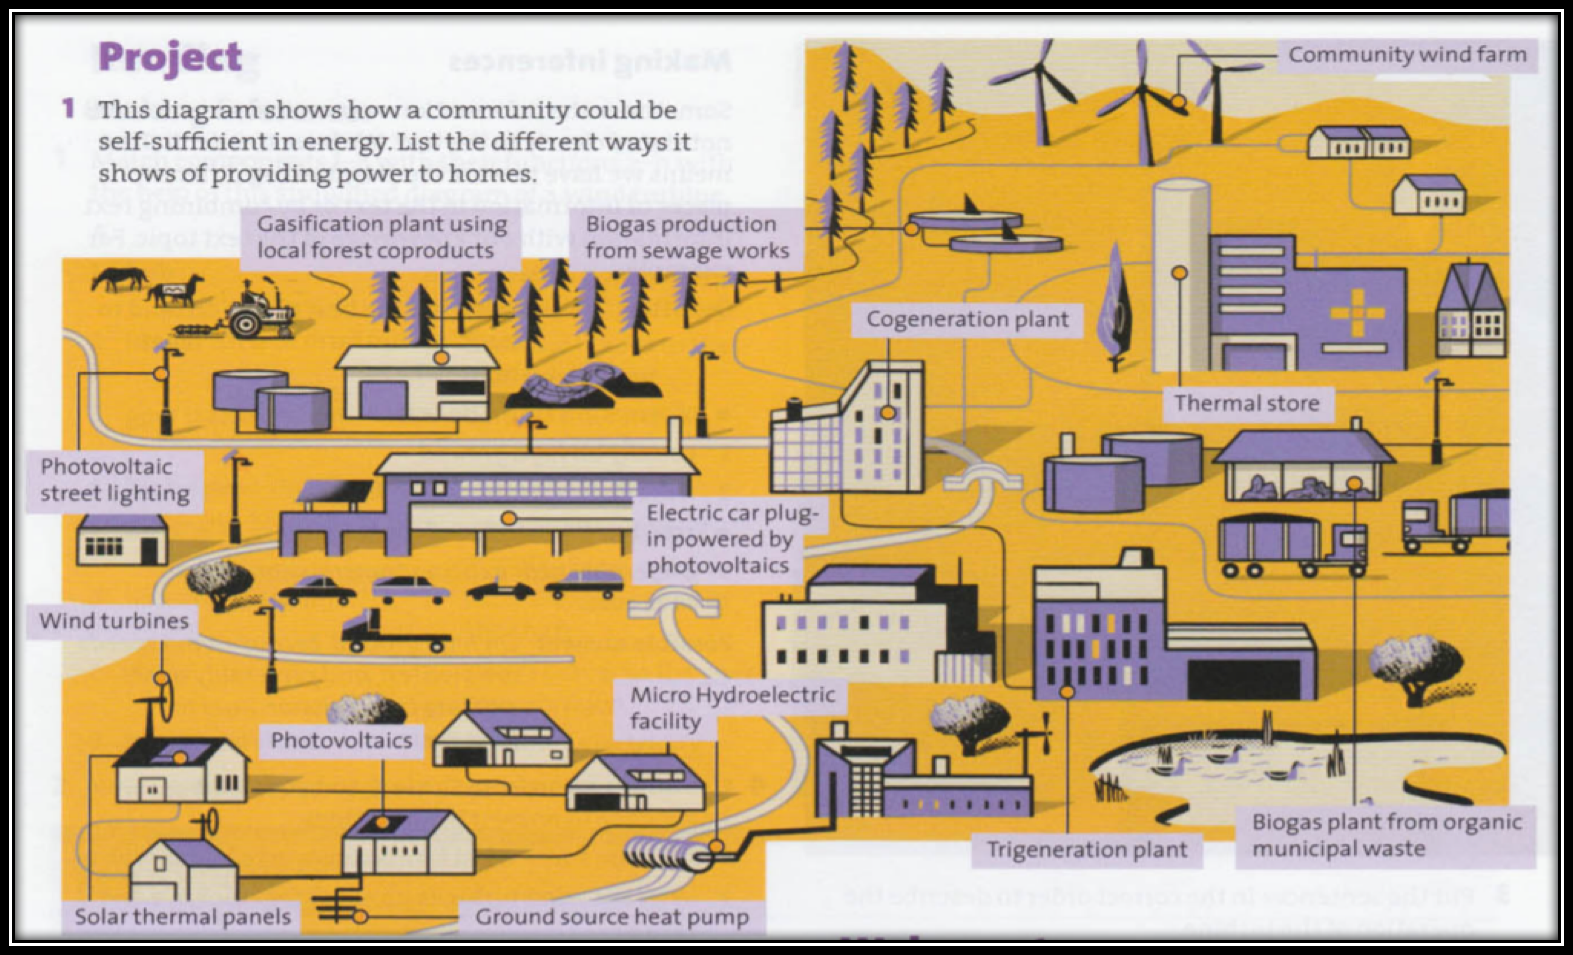 Project
1 This diagram shows how a community could be
self-sufficient in energy. List the different ways it
shows of providing power to homes.
Community wind farm
Gasification plant using
local forest coproducts
Biogas production
from sewage works
Cogeneration plant
Thermal store
Photovoltaic
street lighting
Electric car plug-
in powered by
photovoltaics
Wind turbines
Micro Hydroelectric
facility
Photovoltaics
Biogas plant from organic
municipal waste
Trigeneration plant
Solar thermal panels
Ground source heat pump